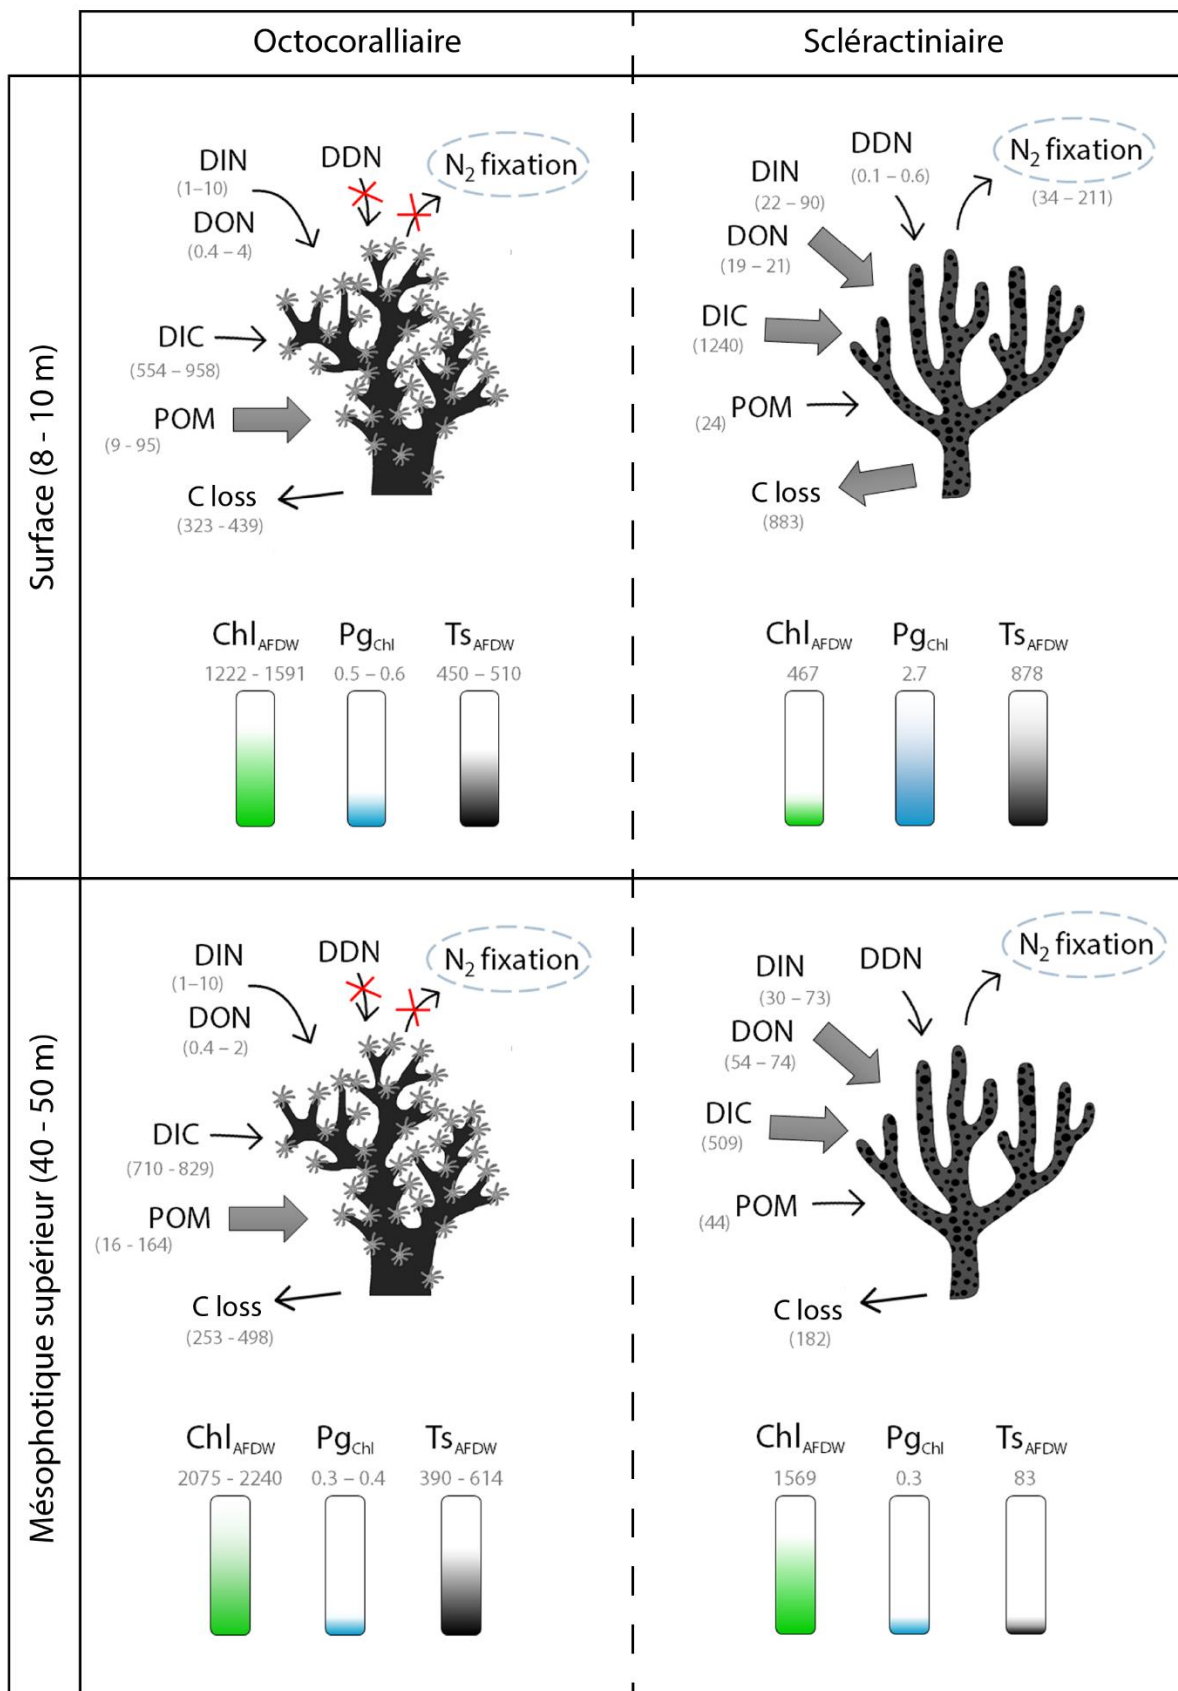 Octocoralliaire
Scléractiniaire
Surface (8 - 10 m)
DIN
(1–10)
DON
(0.4 – 4)
DDN
N2 fixation
DIC
(554 – 958)
POM
(9 - 95)
C loss
(323 - 439)
ChlAFDW
PgChl
TsAFDW
1222 - 1591
0.5 – 0.6
450 – 510
DDN
(0.1 – 0.6)
N2 fixation
(34 - 211)
DIN
(22 – 90)
DON
(19 – 21)
DIC
(1240)
POM
(24)
C loss
(883)
ChlAFDW
PgChl
TsAFDW
467
2.7
878
Mésophotique supérieur (40 - 50 m)
DIN
(1–10)
DON
(0.4 – 2)
DDN
N2 fixation
DIC
(710 - 829)
POM
(16 - 164)
C loss
(253 - 498)
ChlAFDW
PgChl
TsAFDW
2075 - 2240
0.3 – 0.4
390 - 614
DIN
(30 – 73)
DON
(54 – 74)
DDN
N2 fixation
DIC
(509)
POM
(44)
C loss
(182)
ChlAFDW
PgChl
TsAFDW
1569
0.3
83